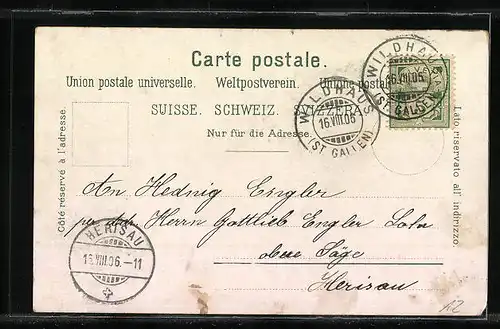 Carte postale.
Union postale universelle. Weltpostverein. Unione postale
SUISSE. SCHWEIZ. SVIZZERA.
Nur für die Adresse.
Côté réservé à l'adresse.
Lato riservato all' indirizzo.
WILDHAUS
16.VIII.06
(ST. GALLEN)
WILDHAUS
16.VIII.06
(ST. GALLEN)
An Hedwig Engler
Herrn Gottlieb Engler
obere Säge
Herisau
HERISAU
16.VIII.06.-11
AZ